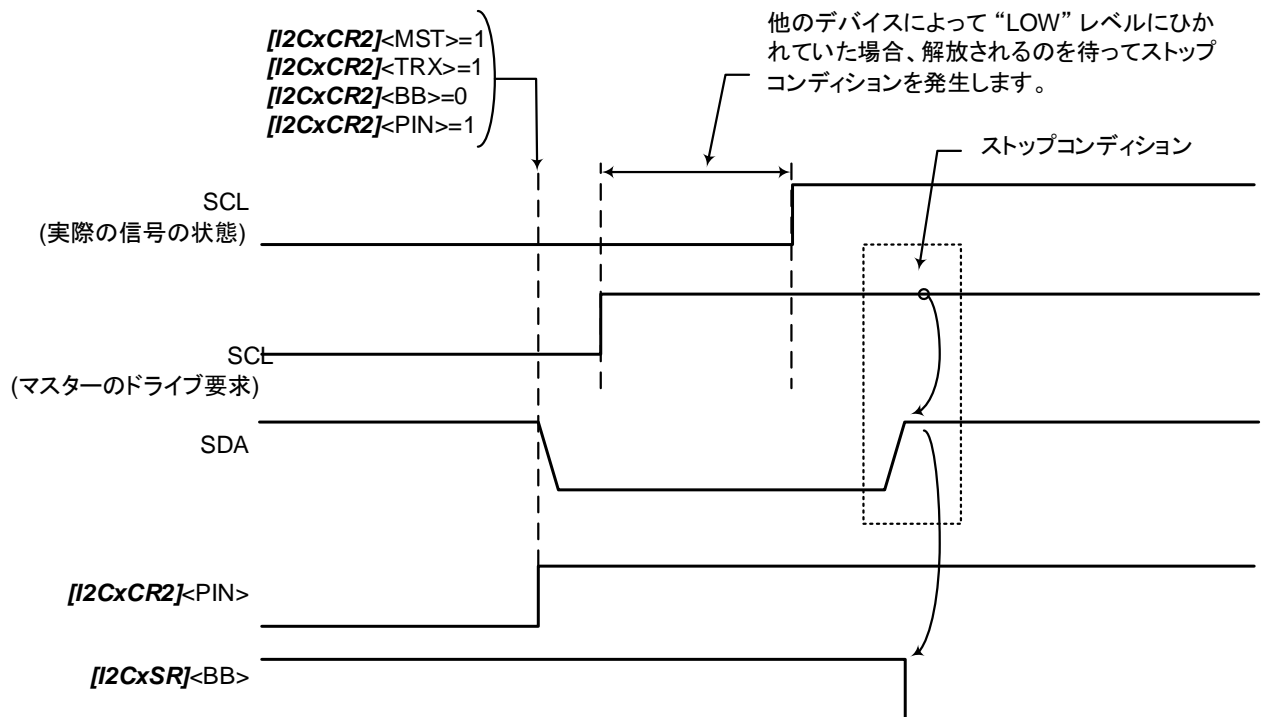 [I2CxCR2]<MST>=1
[I2CxCR2]<TRX>=1
[I2CxCR2]<BB>=0
[I2CxCR2]<PIN>=1
他のデバイスによって “LOW” レベルにひか
れていた場合、解放されるのを待ってストップ
コンディションを発生します。
ストップコンディション
SCL
(実際の信号の状態)
SCL
(マスターのドライブ要求)
SDA
[I2CxCR2]<PIN>
[I2CxSR]<BB>